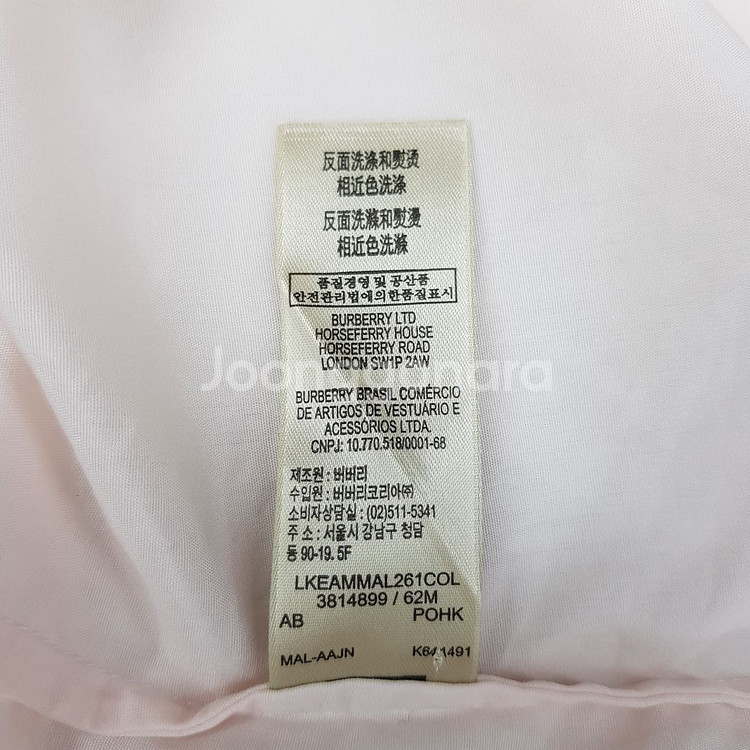 反面洗涤和熨烫
相近色洗涤
反面洗滌和熨燙
相近色洗滌
품질경영 및 공산품
안전관리법에의한품질표시
BURBERRY LTD
HORSEFERRY HOUSE
HORSEFERRY ROAD
LONDON SW1P 2AW
BURBERRY BRASIL COMÉRCIO
DE ARTIGOS DE VESTUÁRIO E
ACESSÓRIOS LTDA.
CNPJ: 10.770.518/0001-68
제조원 : 버버리
수입원 : 버버리코리아㈜
소비자상담실 : (02)511-5341
주 소 : 서울시 강남구 청담
동 90-19. 5F
LKEAMMAL261COL
3814899 / 62M
AB POHK
MAL-AAJN